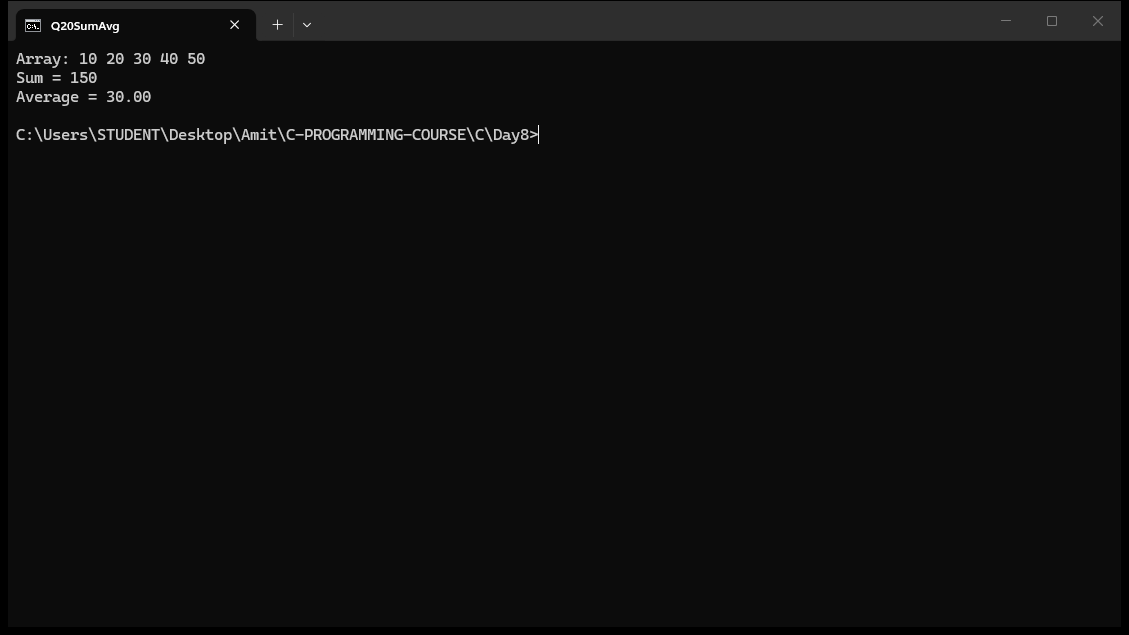 Q20SumAvg
Array: 10 20 30 40 50
Sum = 150
Average = 30.00
C:\Users\STUDENT\Desktop\Amit\C-PROGRAMMING-COURSE\C\Day8>